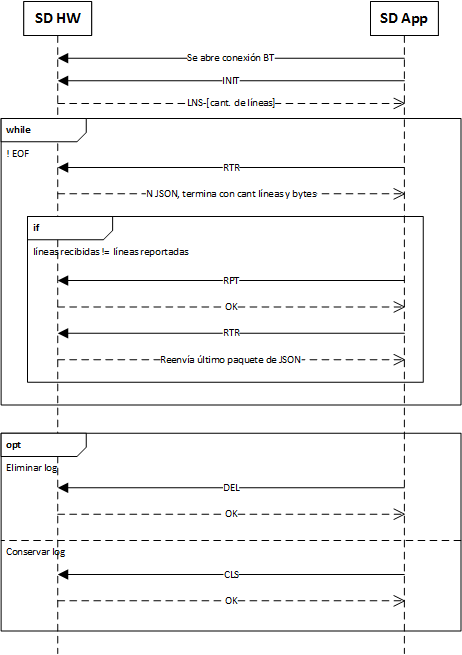 SD HW
SD App
Se abre conexión BT
INIT
LNS-[cant. de líneas]
while
! EOF
RTR
N JSON, termina con cant líneas y bytes
if
líneas recibidas != líneas reportadas
RPT
OK
RTR
Reenvía último paquete de JSON
opt
Eliminar log
DEL
OK
Conservar log
CLS
OK